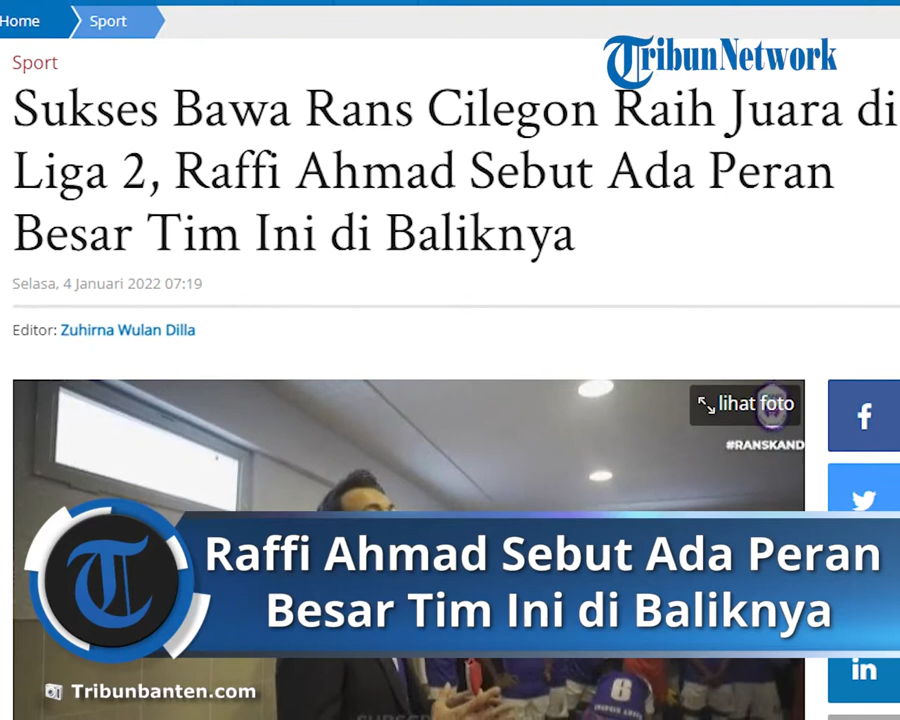 Home
Sport
Sport
TribunNetwork
Sukses Bawa Rans Cilegon Raih Juara di
Liga 2, Raffi Ahmad Sebut Ada Peran
Besar Tim Ini di Baliknya
Selasa, 4 Januari 2022 07:19
Editor: Zuhirna Wulan Dilla
lihat foto
#RANSKAND
f
T
Raffi Ahmad Sebut Ada Peran
Besar Tim Ini di Baliknya
6
in
Tribunbanten.com